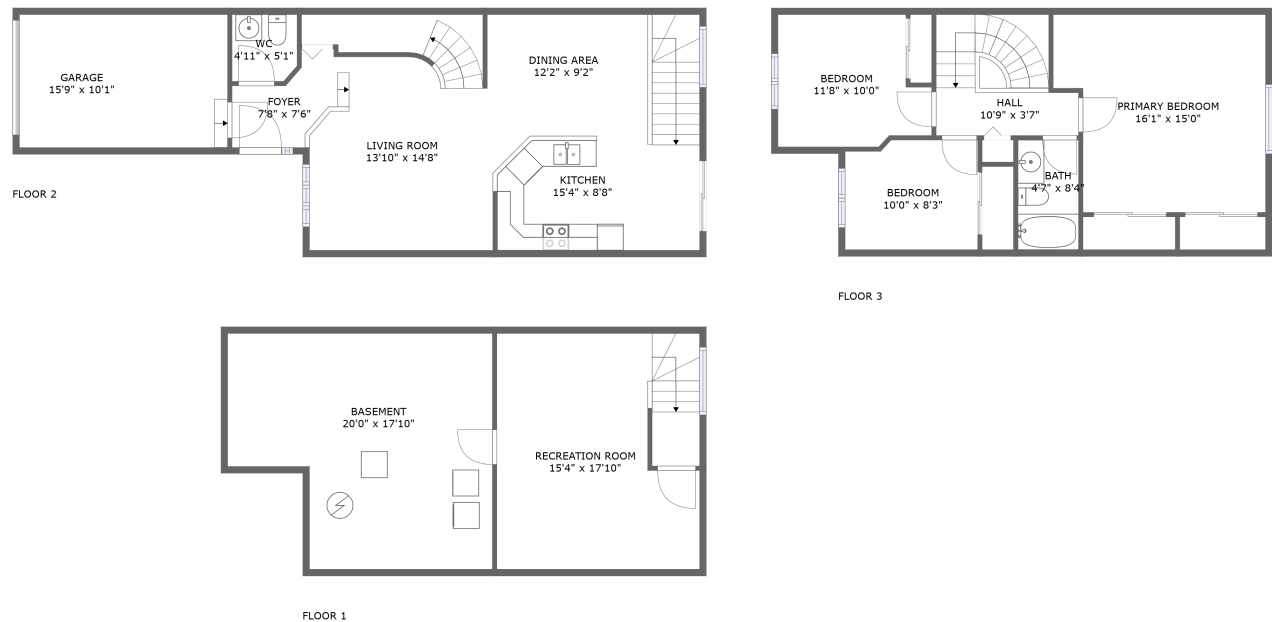 GARAGE
15'9" x 10'1"
WC
4'11" x 5'1"
FOYER
7'8" x 7'6"
LIVING ROOM
13'10" x 14'8"
DINING AREA
12'2" x 9'2"
KITCHEN
15'4" x 8'8"
FLOOR 2
BEDROOM
11'8" x 10'0"
HALL
10'9" x 3'7"
PRIMARY BEDROOM
16'1" x 15'0"
BEDROOM
10'0" x 8'3"
BATH
4'7" x 8'4"
FLOOR 3
BASEMENT
20'0" x 17'10"
RECREATION ROOM
15'4" x 17'10"
FLOOR 1